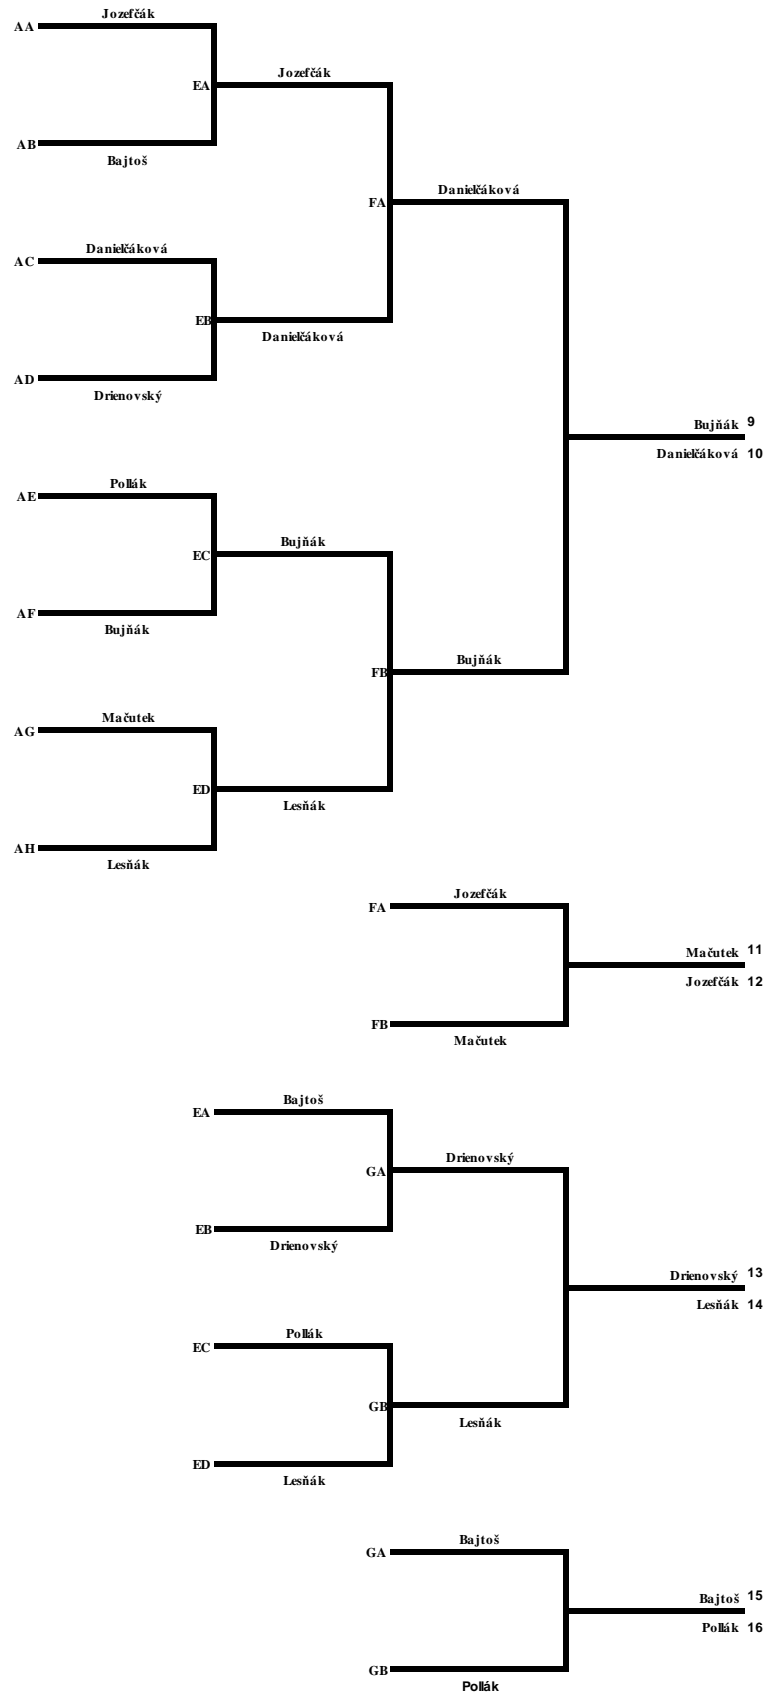 Jozefčák
AA
Jozefčák
EA
AB
Bajtoš
Danielčáková
FA
Danielčáková
AC
EB
Danielčáková
AD
Drienovský
Bujňák 9
Danielčáková 10
Pollák
AE
Bujňák
EC
AF
Bujňák
Bujňák
FB
Mačutek
AG
ED
Lesňák
AH
Lesňák
Jozefčák
FA
Mačutek 11
Jozefčák 12
FB
Mačutek
Bajtoš
EA
Drienovský
GA
EB
Drienovský
Drienovský 13
Lesňák 14
Pollák
EC
GB
Lesňák
ED
Lesňák
Bajtoš
GA
Bajtoš 15
Pollák 16
GB
Pollák